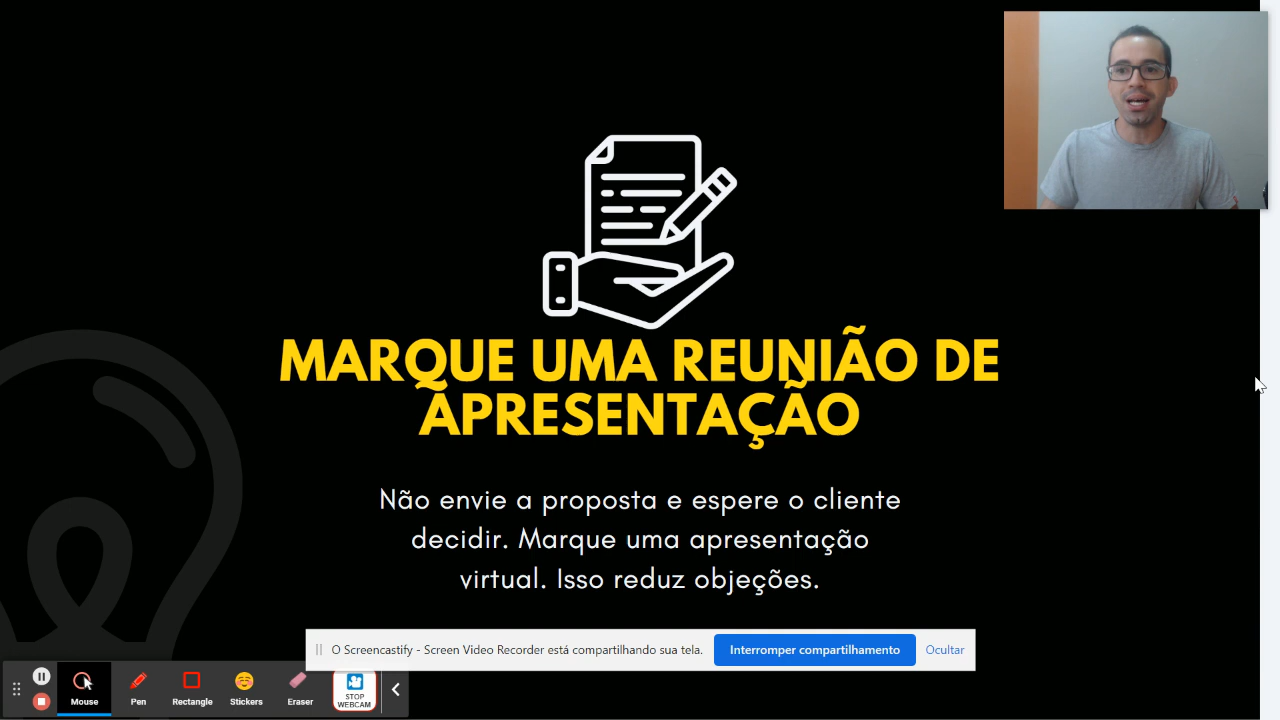 MARQUE UMA REUNIÃO DE
APRESENTAÇÃO
Não envie a proposta e espere o cliente
decidir. Marque uma apresentação
virtual. Isso reduz objeções.
O Screencastify - Screen Video Recorder está compartilhando sua tela.
Interromper compartilhamento
Ocultar
Mouse
Pen
Rectangle
Stickers
Eraser
STOP
WEBCAM